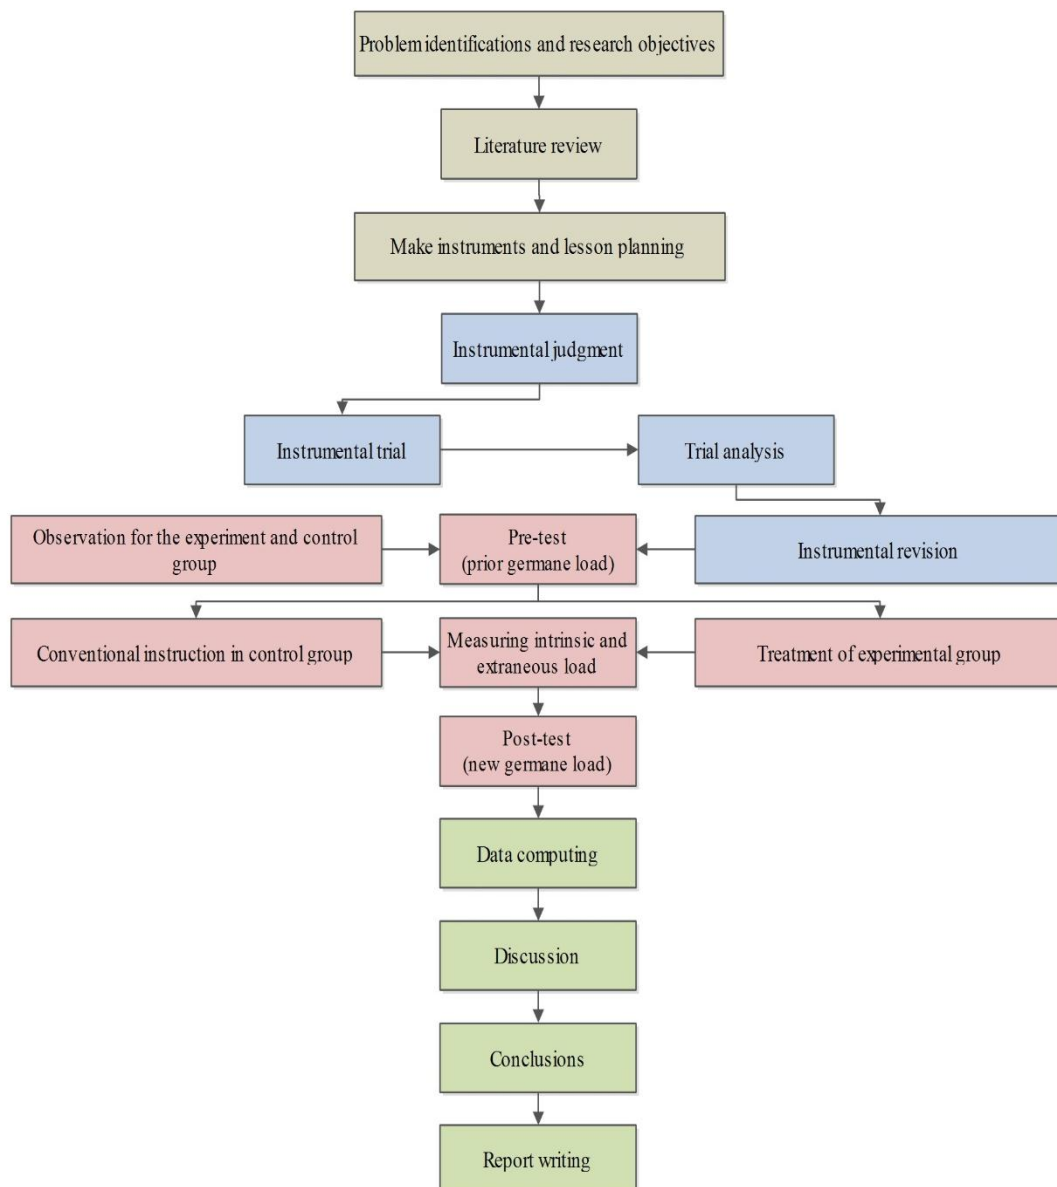 Problem identifications and research objectives
Literature review
Make instruments and lesson planning
Instrumental judgment
Instrumental trial
Trial analysis
Observation for the experiment and control
group
Pre-test
(prior germane load)
Instrumental revision
Conventional instruction in control group
Measuring intrinsic and
extraneous load
Treatment of experimental group
Post-test
(new germane load)
Data computing
Discussion
Conclusions
Report writing